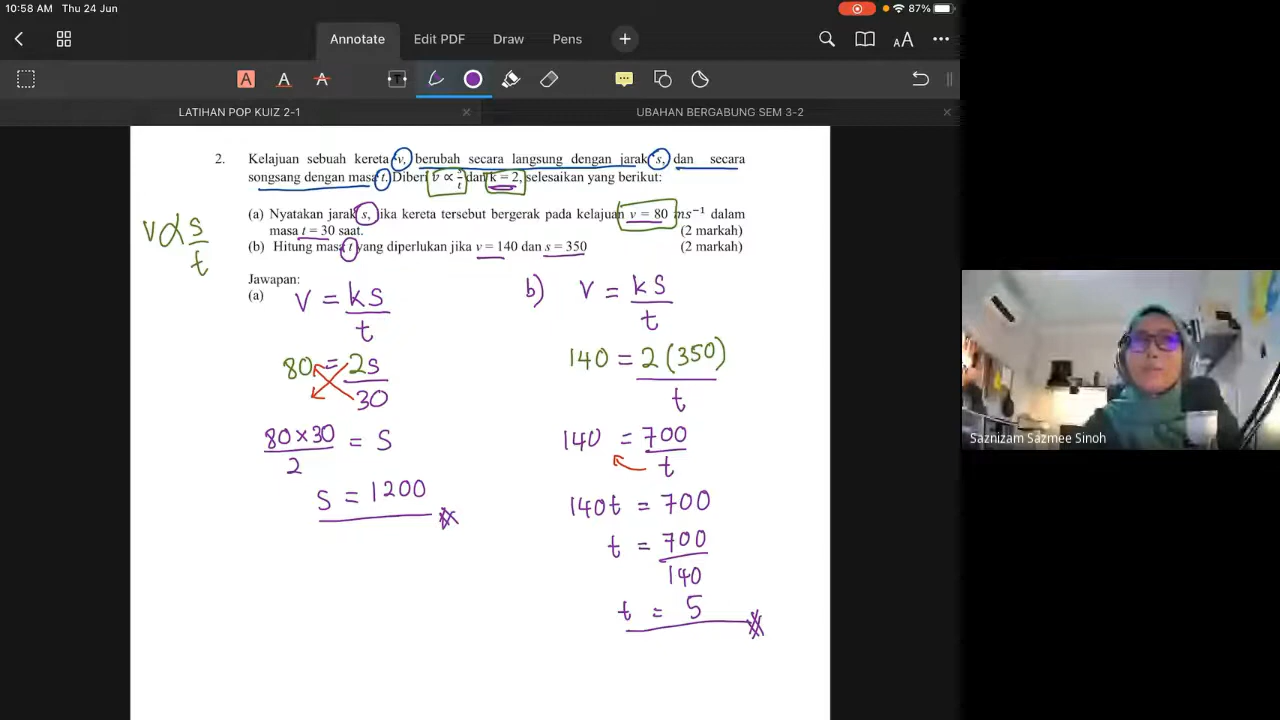 10:58 AM Thu 24 Jun
87%
Annotate Edit PDF Draw Pens
LATIHAN POP KUIZ 2-1
UBAHAN BERGABUNG SEM 3-2
2. Kelajuan sebuah kereta v, berubah secara langsung dengan jarak s, dan secara
songsang dengan masa t. Diberi v ∝ s/t dan k = 2, selesaikan yang berikut:
(a) Nyatakan jarak s, jika kereta tersebut bergerak pada kelajuan v = 80 ms⁻¹ dalam
masa t = 30 saat. (2 markah)
(b) Hitung masa t yang diperlukan jika v = 140 dan s = 350 (2 markah)
v ∝ s/t
Jawapan:
(a) v = ks/t
80 = 2s/30
80 × 30/2 = s
s = 1200
b) v = ks/t
140 = 2(350)/t
140 = 700/t
140t = 700
t = 700/140
t = 5
Saznizam Sazmee Sinoh